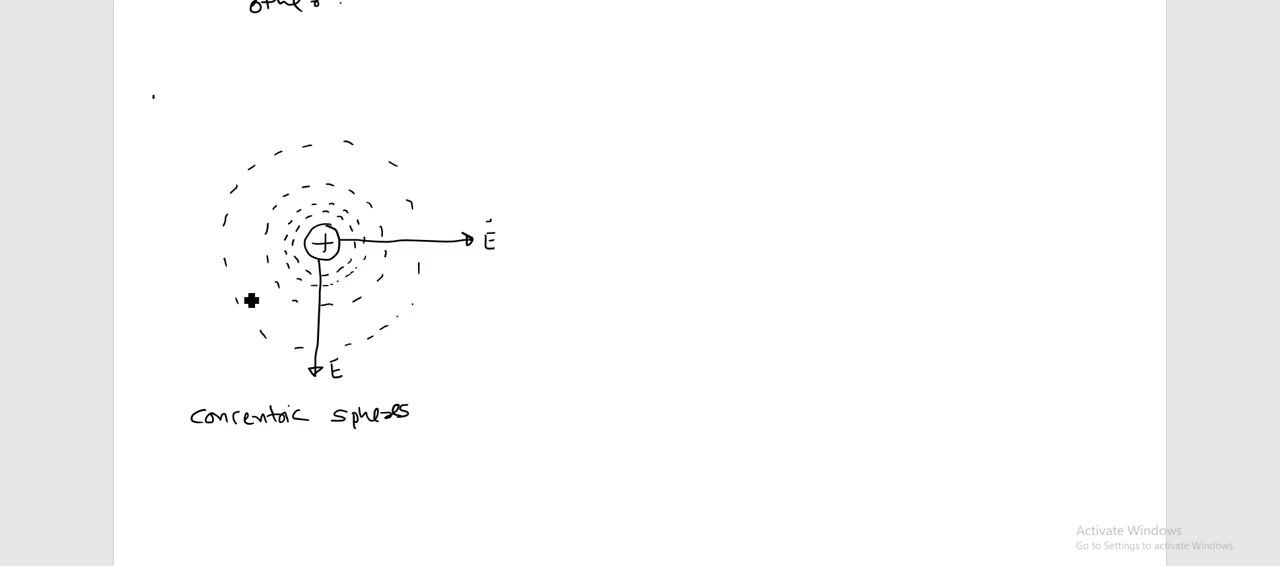 +
E
E
concentric spheres
Activate Windows
Go to Settings to activate Windows.